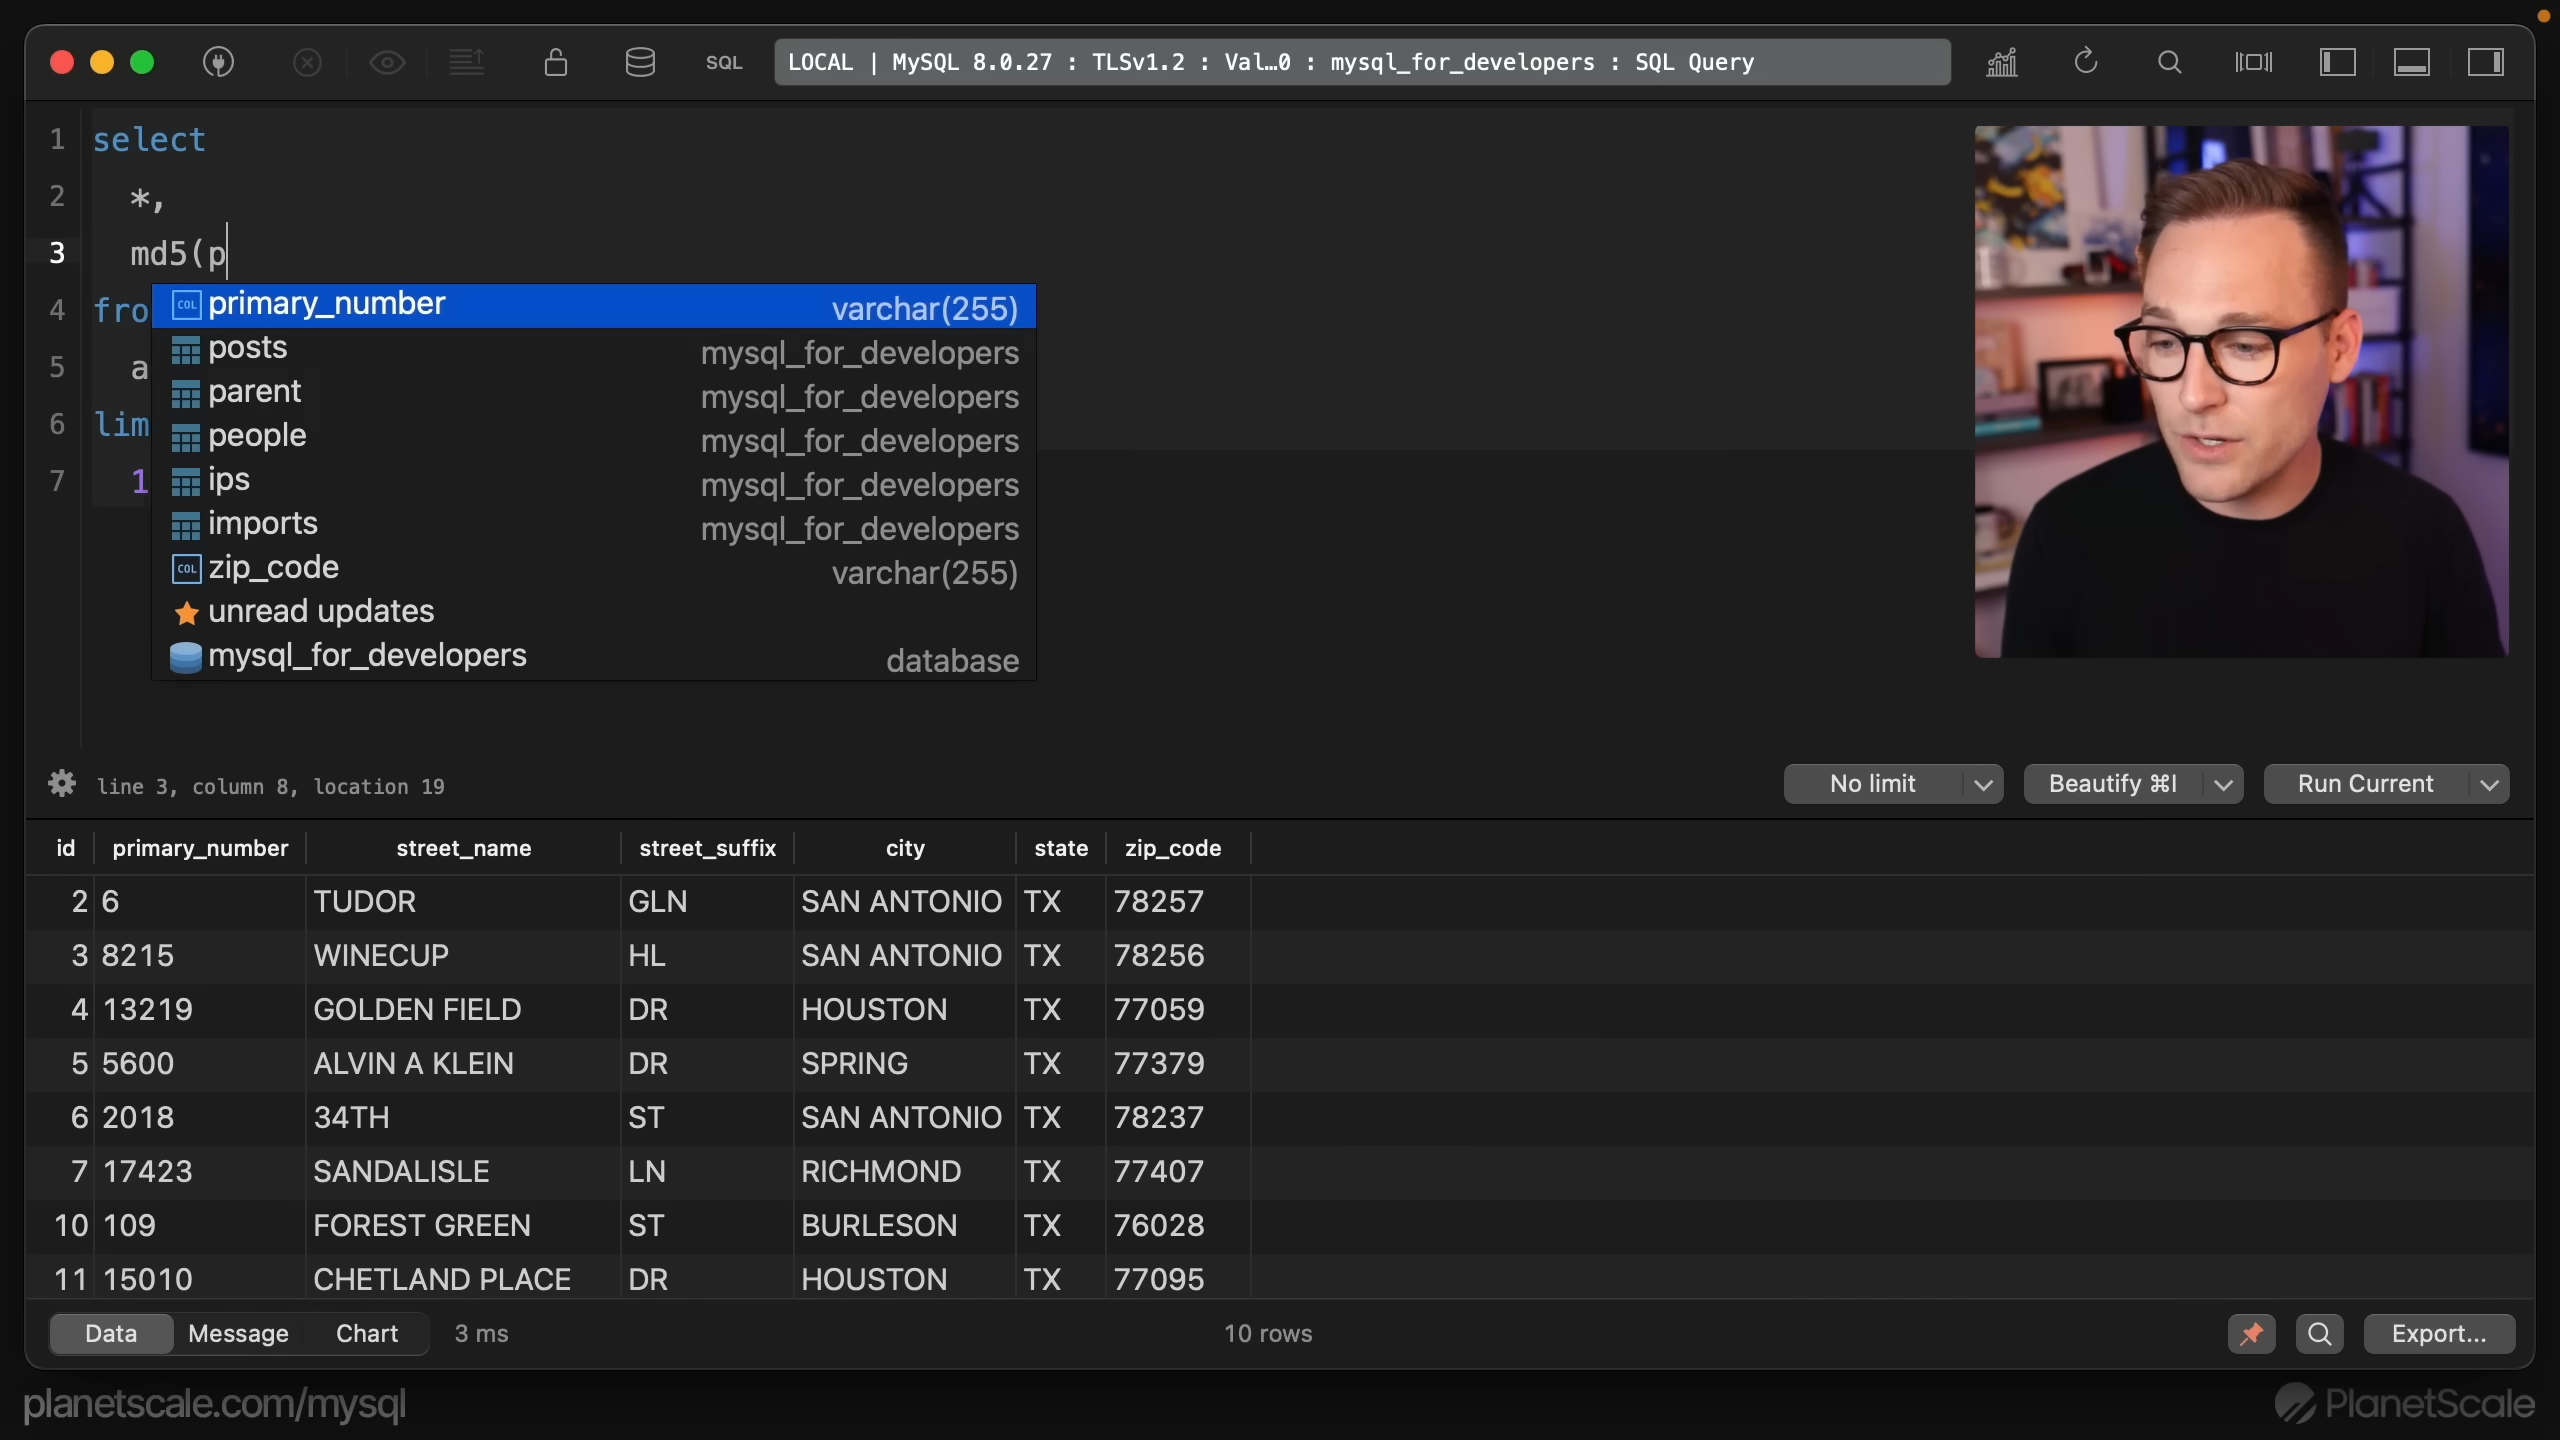 SQL
LOCAL | MySQL 8.0.27 : TLSv1.2 : Val…0 : mysql_for_developers : SQL Query
1 select
2 *,
3 md5(p
4 fro
5 a
6 lim
7 1
COL primary_number varchar(255)
posts mysql_for_developers
parent mysql_for_developers
people mysql_for_developers
ips mysql_for_developers
imports mysql_for_developers
COL zip_code varchar(255)
unread updates
mysql_for_developers database
line 3, column 8, location 19
No limit
Beautify ⌘I
Run Current
id primary_number street_name street_suffix city state zip_code
2 6 TUDOR GLN SAN ANTONIO TX 78257
3 8215 WINECUP HL SAN ANTONIO TX 78256
4 13219 GOLDEN FIELD DR HOUSTON TX 77059
5 5600 ALVIN A KLEIN DR SPRING TX 77379
6 2018 34TH ST SAN ANTONIO TX 78237
7 17423 SANDALISLE LN RICHMOND TX 77407
10 109 FOREST GREEN ST BURLESON TX 76028
11 15010 CHETLAND PLACE DR HOUSTON TX 77095
Data Message Chart 3 ms 10 rows Export...
planetscale.com/mysql
PlanetScale